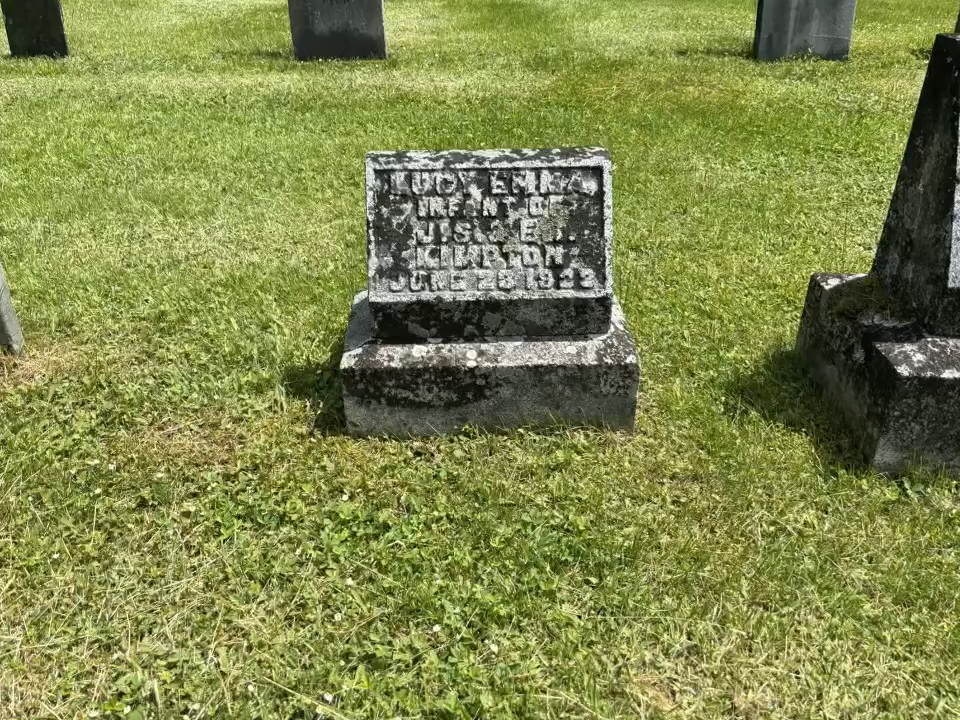 LUCY EMMA
INFANT OF
J. S. & E. J.
KIMPTON
JUNE 28 1923